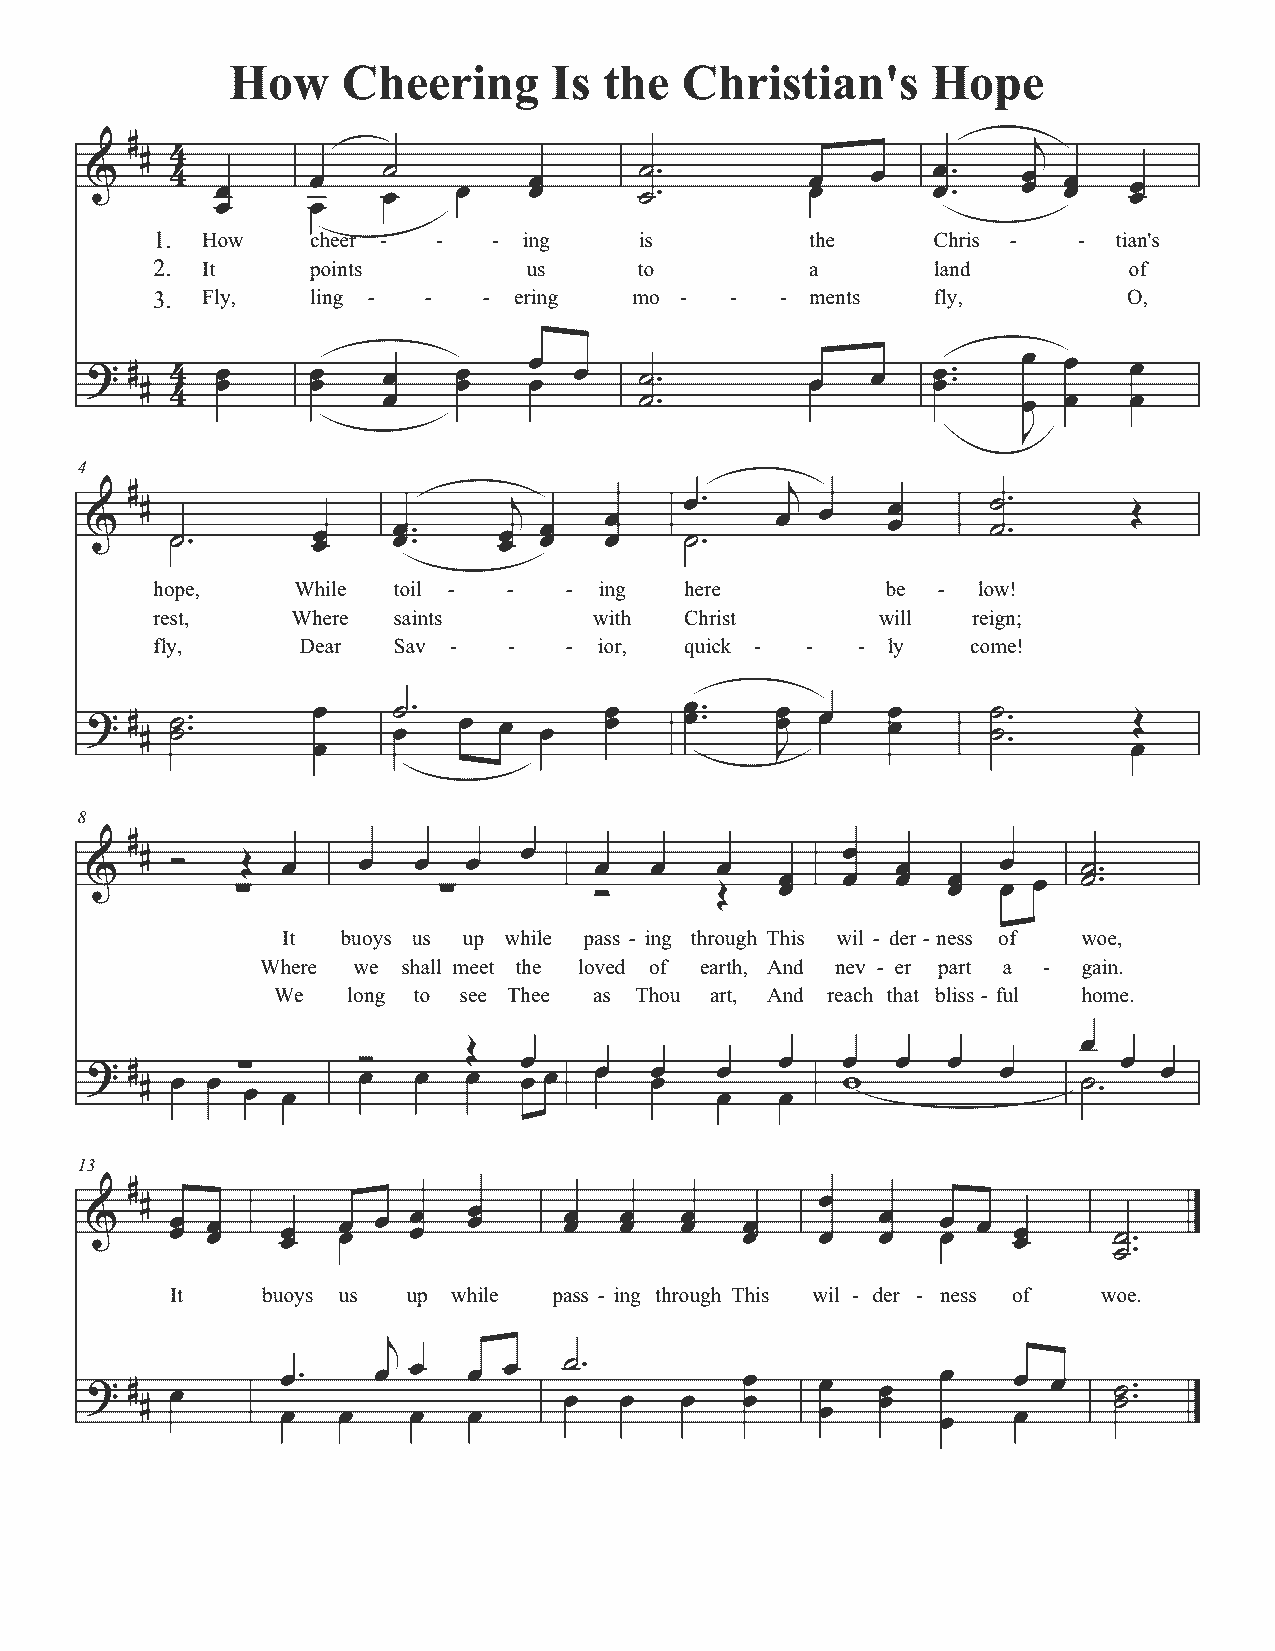 How Cheering Is the Christian's Hope
1. How cheer - - - ing is the Chris - - tian's
2. It points us to a land of
3. Fly, ling - - - ering mo - - - ments fly, O,
4
hope, While toil - - - ing here be - low!
rest, Where saints with Christ will reign;
fly, Dear Sav - - - ior, quick - - - ly come!
8
It buoys us up while pass - ing through This wil - der - ness of woe,
Where we shall meet the loved of earth, And nev - er part a - gain.
We long to see Thee as Thou art, And reach that bliss - ful home.
13
It buoys us up while pass - ing through This wil - der - ness of woe.